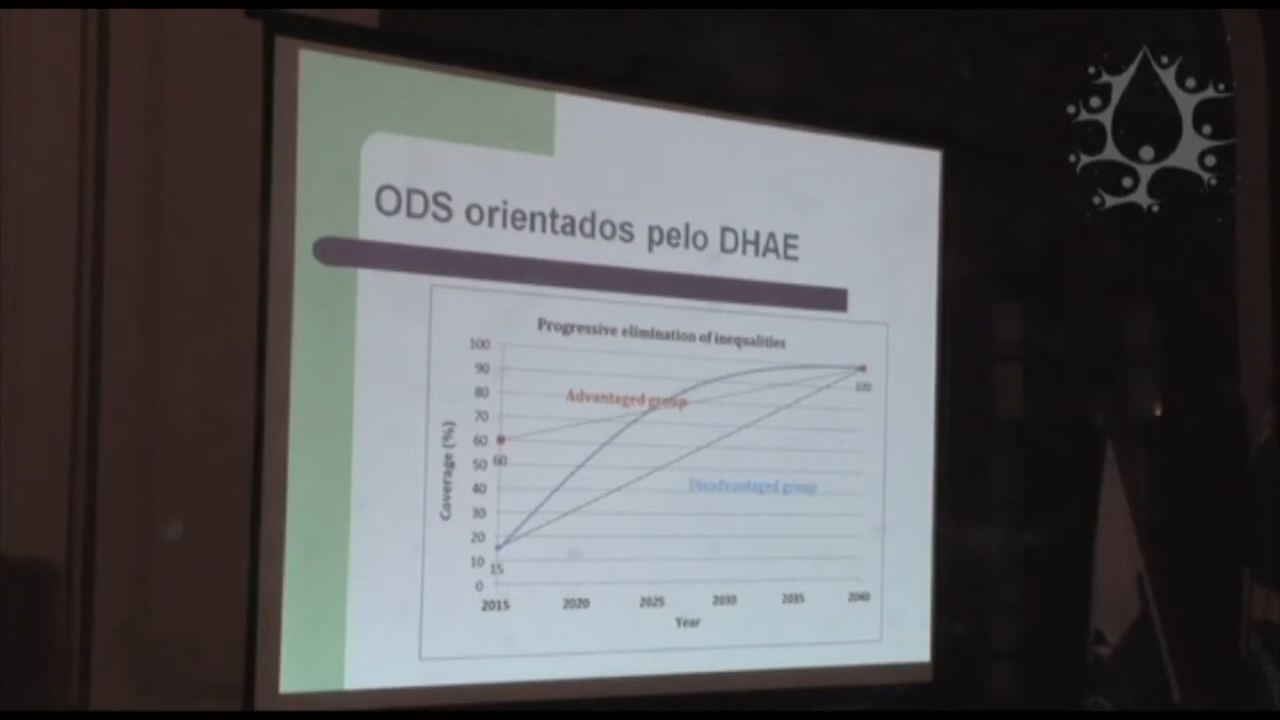 ODS orientados pelo DHAE
Progressive elimination of inequalities
100
90
80
70
60
50
40
30
20
10
0
Coverage (%)
Advantaged group
Disadvantaged group
60
15
100
2015 2020 2025 2030 2035 2040
Year